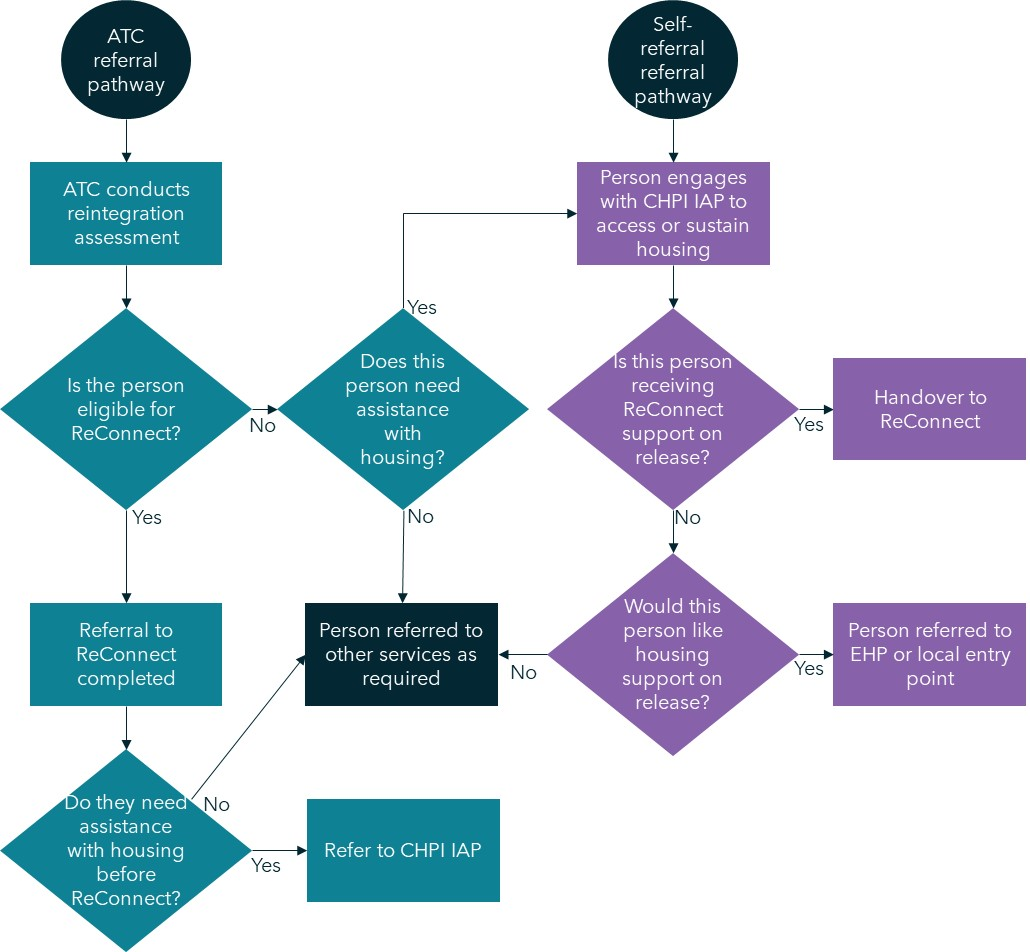 ATC
referral
pathway
Self-
referral
referral
pathway
ATC conducts
reintegration
assessment
Person engages
with CHPI IAP to
access or sustain
housing
Yes
Is the person
eligible for
ReConnect?
No
Does this
person need
assistance
with
housing?
Is this person
receiving
ReConnect
support on
release?
Yes
Handover to
ReConnect
Yes
No
No
Referral to
ReConnect
completed
Person referred to
other services as
required
No
Would this
person like
housing
support on
release?
Yes
Person referred to
EHP or local entry
point
Do they need
assistance
with housing
before
ReConnect?
No
Yes
Refer to CHPI IAP